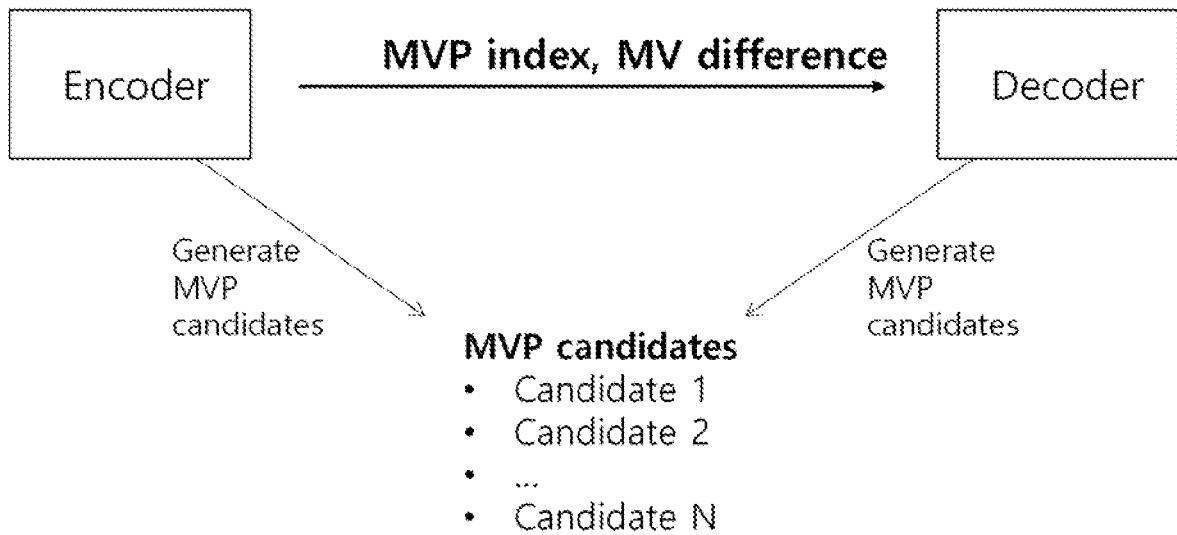 Encoder
MVP index, MV difference
Decoder
Generate
MVP
candidates
Generate
MVP
candidates
MVP candidates
• Candidate 1
• Candidate 2
• ...
• Candidate N